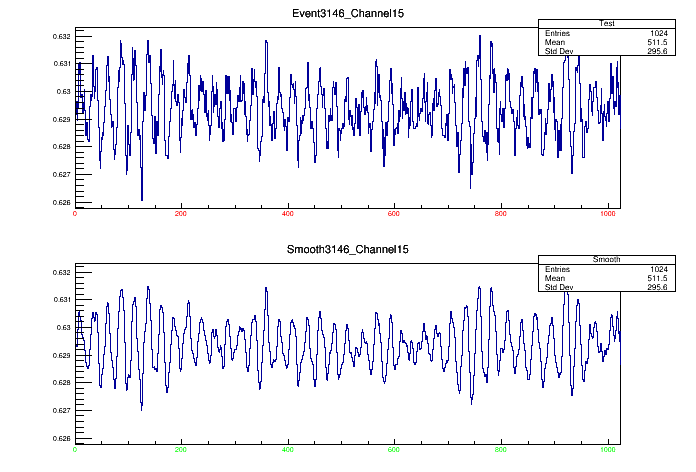 Event3146_Channel15
Test
Entries 1024
Mean 511.5
Std Dev 295.6
0.632
0.631
0.63
0.629
0.628
0.627
0.626
0 200 400 600 800 1000
Smooth3146_Channel15
Smooth
Entries 1024
Mean 511.5
Std Dev 295.6
0.632
0.631
0.63
0.629
0.628
0.627
0.626
0 200 400 600 800 1000